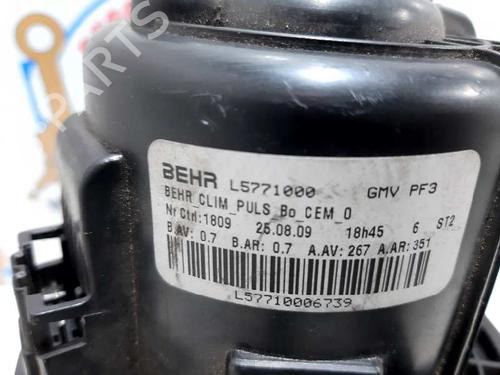 BEHR L5771000 GMV PF3
BEHR_CLIM_PULS_Bo_CEM_0
Nr Ctrl:1809 25.08.09 18h45 6 ST2
B.AV: 0.7 B.AR: 0.7 A.AV: 267 A.AR: 351
L57710006739
PARTS